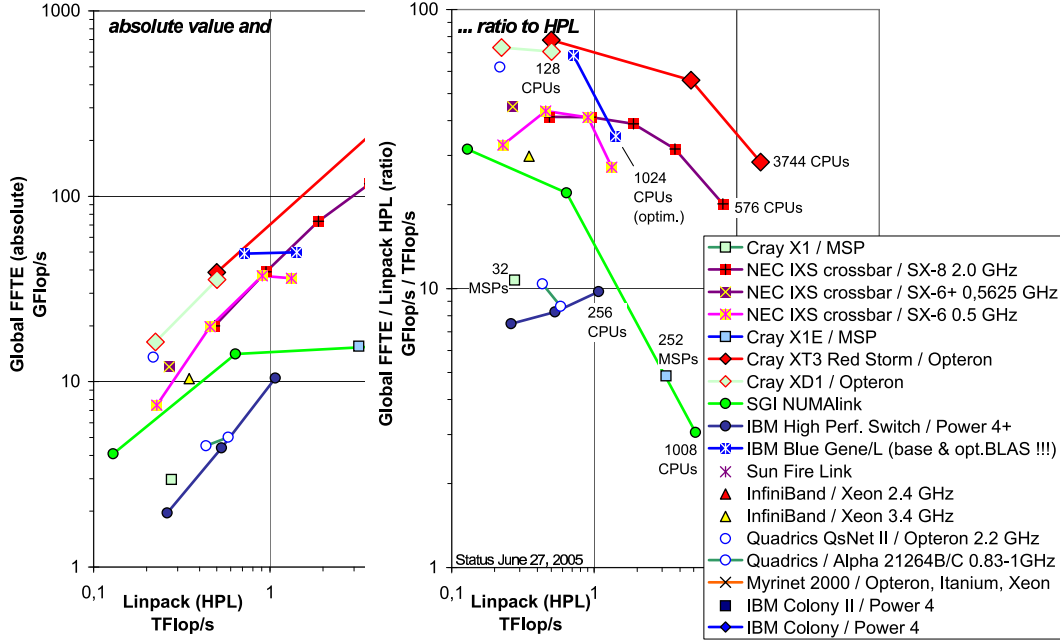 absolute value and
1000
100
10
1
0,1
1
Global FFTE (absolute)
GFlop/s
Linpack (HPL)
TFlop/s
... ratio to HPL
100
10
1
0,1
1
Global FFTE / Linpack HPL (ratio)
GFlop/s / TFlop/s
Linpack (HPL)
TFlop/s
128
CPUs
3744 CPUs
1024
CPUs
(optim.)
576 CPUs
32
MSPs
256
CPUs
252
MSPs
1008
CPUs
Status June 27, 2005
Cray X1 / MSP
NEC IXS crossbar / SX-8 2.0 GHz
NEC IXS crossbar / SX-6+ 0,5625 GHz
NEC IXS crossbar / SX-6 0.5 GHz
Cray X1E / MSP
Cray XT3 Red Storm / Opteron
Cray XD1 / Opteron
SGI NUMAlink
IBM High Perf. Switch / Power 4+
IBM Blue Gene/L (base & opt.BLAS !!!)
Sun Fire Link
InfiniBand / Xeon 2.4 GHz
InfiniBand / Xeon 3.4 GHz
Quadrics QsNet II / Opteron 2.2 GHz
Quadrics / Alpha 21264B/C 0.83-1GHz
Myrinet 2000 / Opteron, Itanium, Xeon
IBM Colony II / Power 4
IBM Colony / Power 4